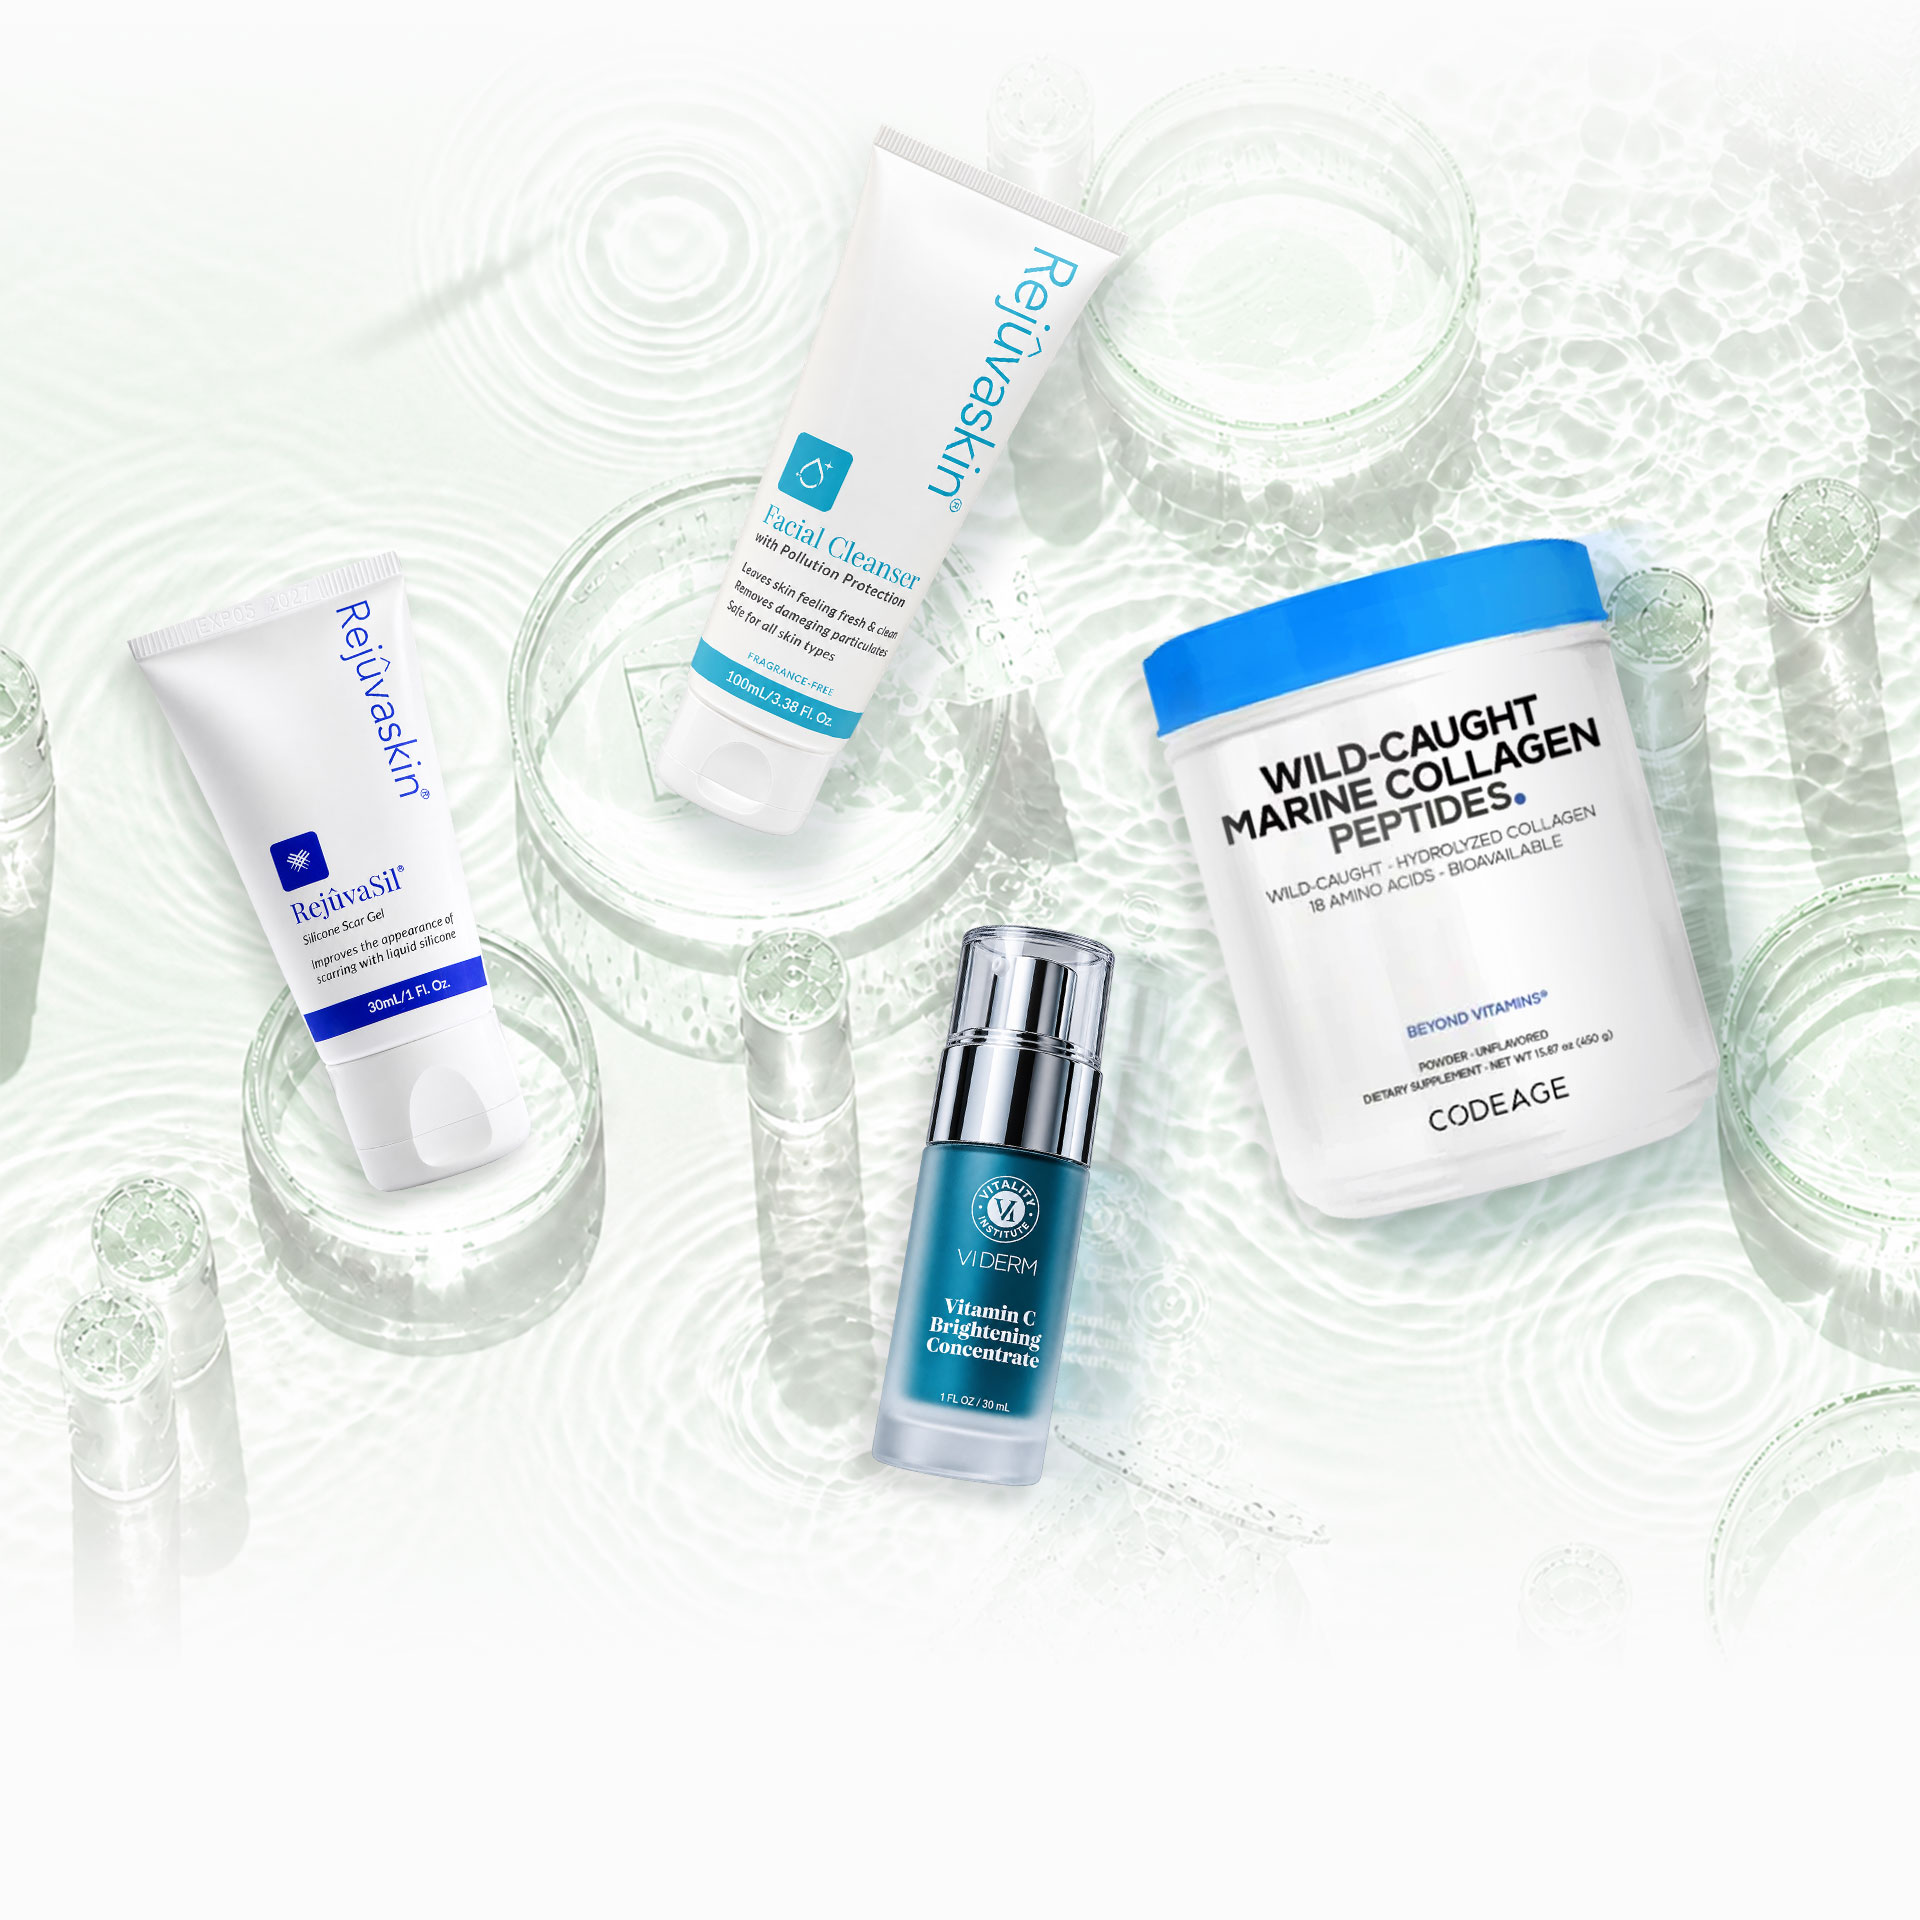 Rejûvaskin®
Facial Cleanser
with Pollution Protection
Leaves skin feeling fresh & clean
Removes dameging particulates
Safe for all skin types
FRAGRANCE-FREE
100mL/3.38 Fl. Oz.
EXP05 2027
Rejûvaskin®
RejûvaSil®
Silicone Scar Gel
Improves the appearance of
scarring with liquid silicone
30mL/1 Fl. Oz.
WILD-CAUGHT
MARINE COLLAGEN
PEPTIDES.
WILD-CAUGHT - HYDROLYZED COLLAGEN
18 AMINO ACIDS - BIOAVAILABLE
BEYOND VITAMINS®
POWDER - UNFLAVORED
DIETARY SUPPLEMENT - NET WT 15.87 oz (450 g)
CODEAGE
VITALITY
VI
INSTITUTE
VI DERM
Vitamin C
Brightening
Concentrate
1 FL OZ / 30 mL